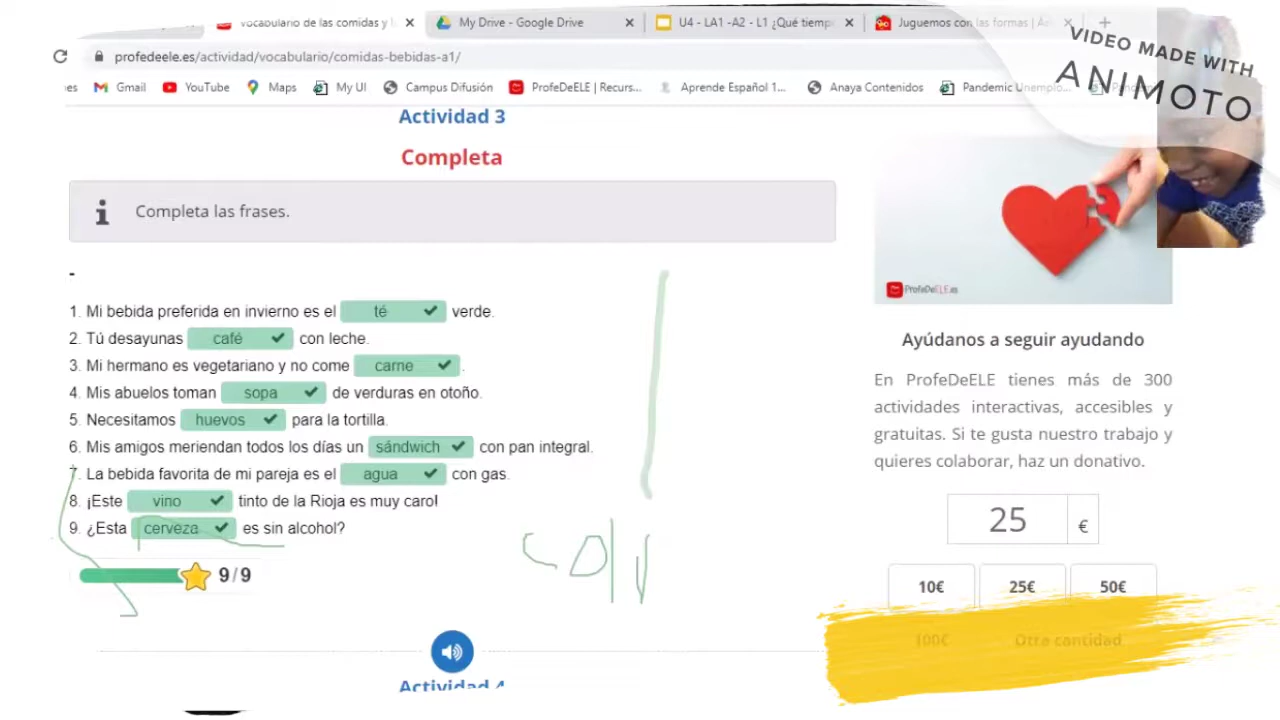 vocabulario de las comidas y l
My Drive - Google Drive
U4 - LA1 -A2 - L1 ¿Qué tiemp
Juguemos con las formas
VIDEO MADE WITH
ANIMOTO
profedeele.es/actividad/vocabulario/comidas-bebidas-a1/
es
Gmail
YouTube
Maps
My UI
Campus Difusión
ProfeDeELE | Recurs...
Aprende Español 1...
Anaya Contenidos
Pandemic Unemplo...
Actividad 3
Completa
Completa las frases.
-
1. Mi bebida preferida en invierno es el té verde.
2. Tú desayunas café con leche.
3. Mi hermano es vegetariano y no come carne .
4. Mis abuelos toman sopa de verduras en otoño.
5. Necesitamos huevos para la tortilla.
6. Mis amigos meriendan todos los días un sándwich con pan integral.
7. La bebida favorita de mi pareja es el agua con gas.
8. ¡Este vino tinto de la Rioja es muy caro!
9. ¿Esta cerveza es sin alcohol?
9/9
Actividad 4
ProfeDeELE.es
Ayúdanos a seguir ayudando
En ProfeDeELE tienes más de 300
actividades interactivas, accesibles y
gratuitas. Si te gusta nuestro trabajo y
quieres colaborar, haz un donativo.
25 €
10€ 25€ 50€
100€ Otra cantidad